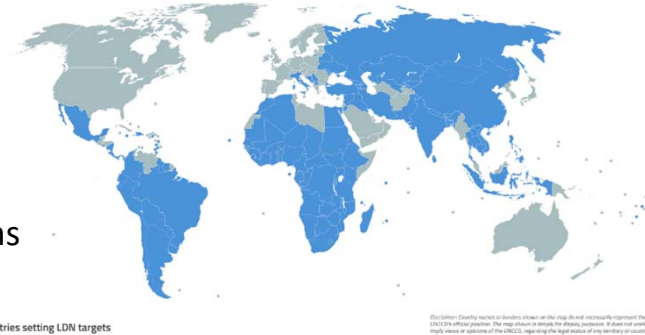 ns
tries setting LDN targets
Disclaimer: Country names or borders shown on this map do not necessarily represent the
UNCCD's official position. The map shown is simply for display purposes. It does not
imply views or opinions of the UNCCD, regarding the legal status of any territory or